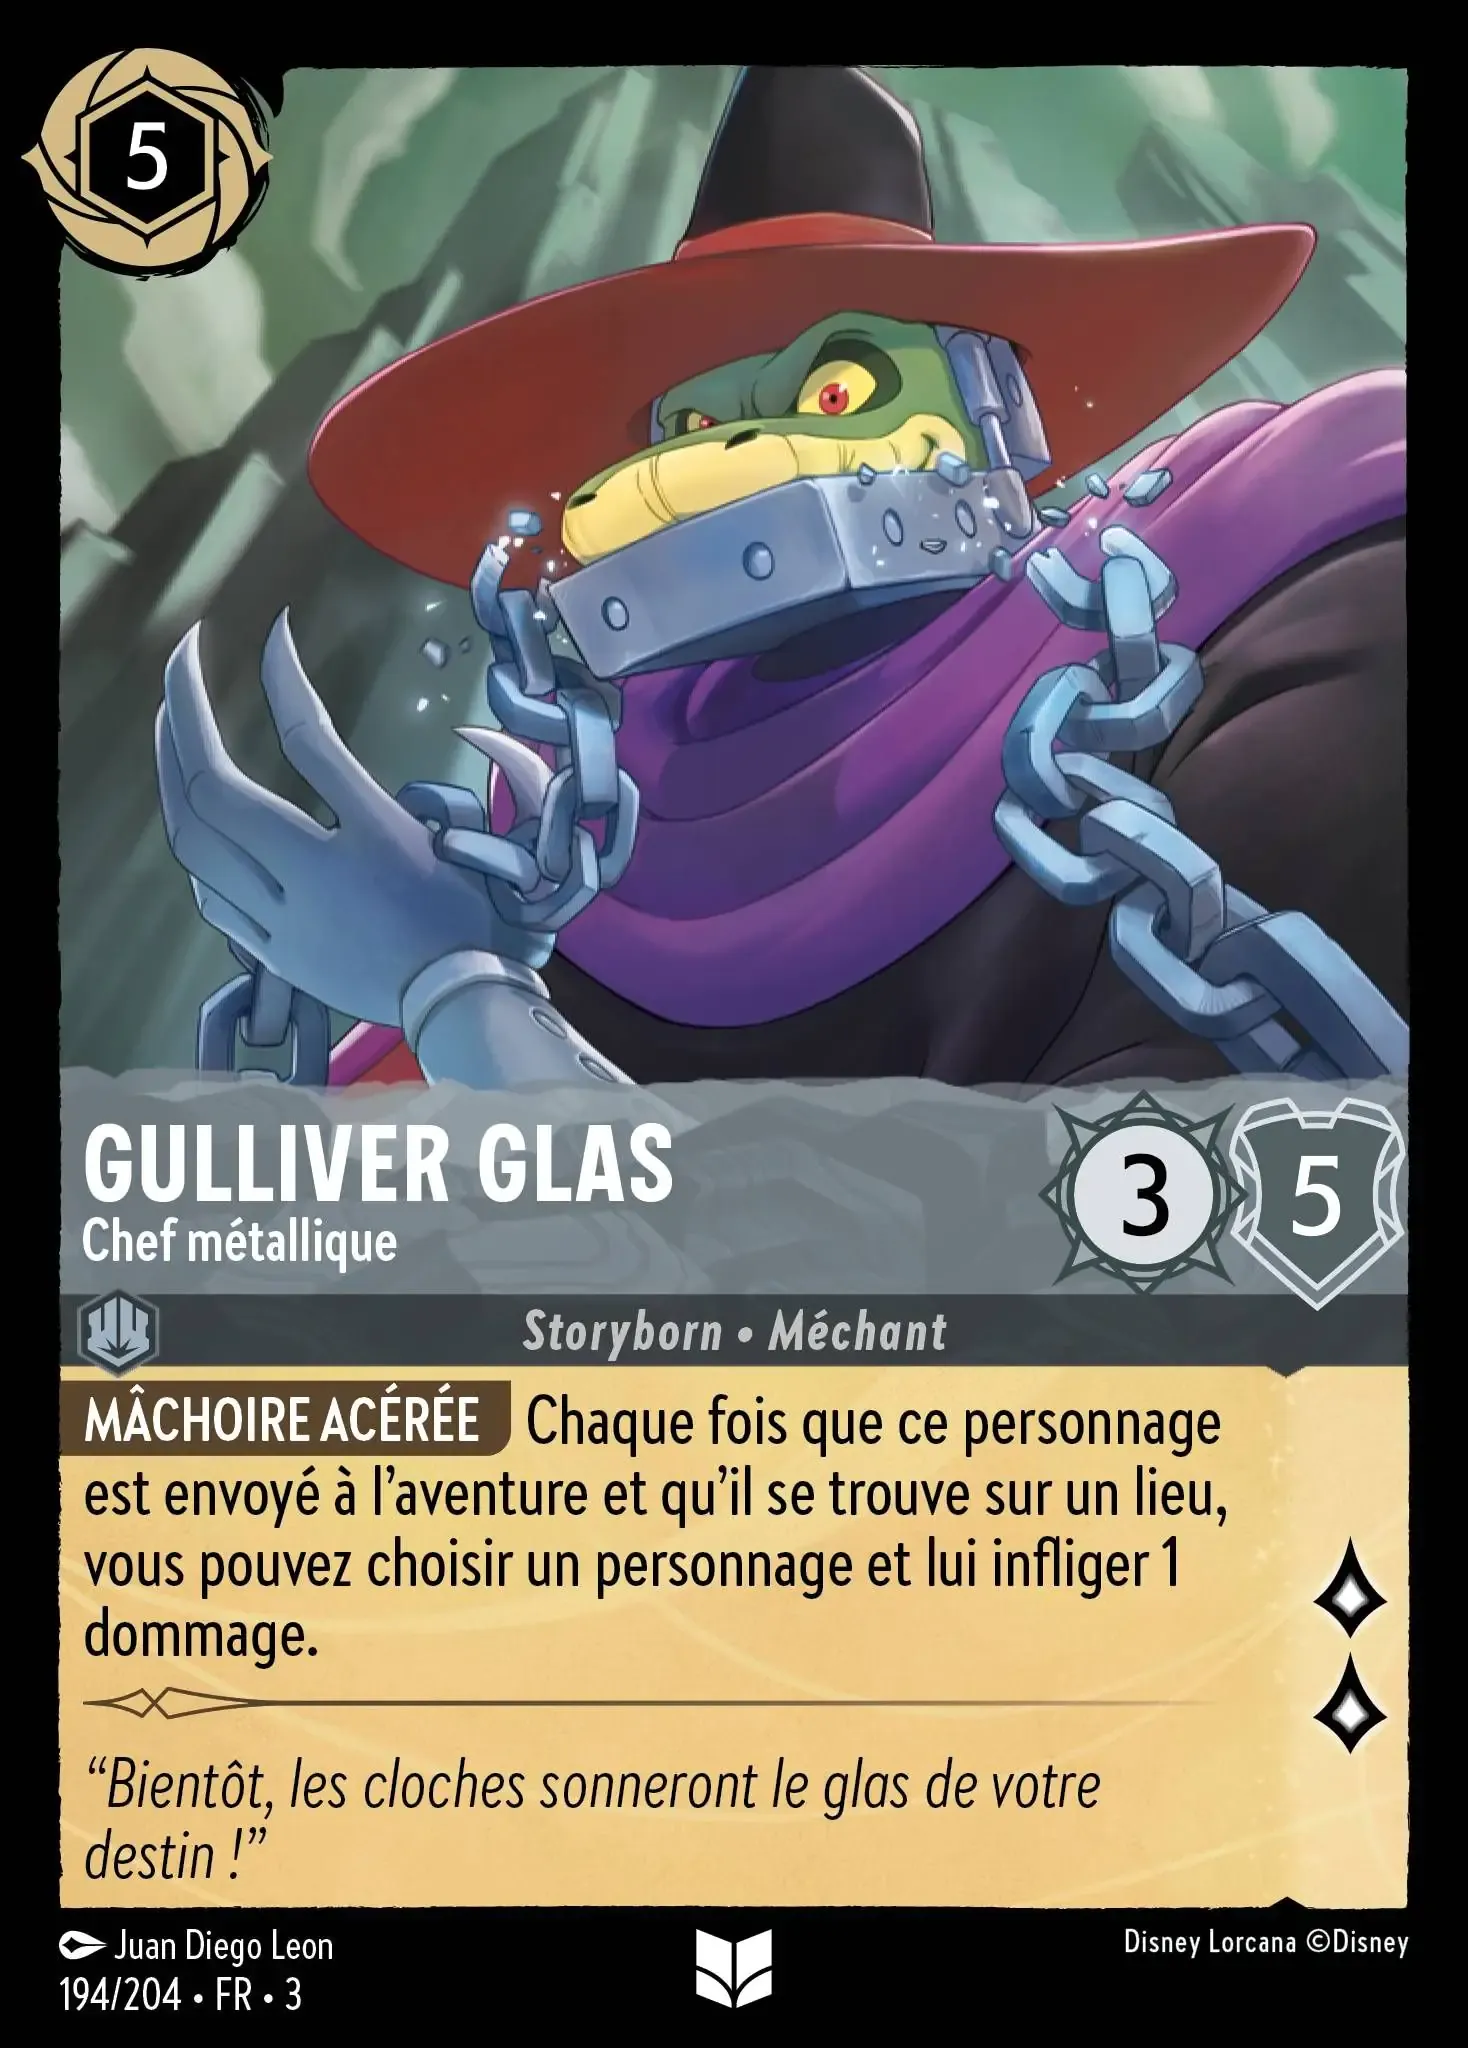 5
GULLIVER GLAS
Chef métallique
3
5
Storyborn • Méchant
MÂCHOIRE ACÉRÉE Chaque fois que ce personnage
est envoyé à l’aventure et qu’il se trouve sur un lieu,
vous pouvez choisir un personnage et lui infliger 1
dommage.
“Bientôt, les cloches sonneront le glas de votre
destin !”
Juan Diego Leon
Disney Lorcana ©Disney
194/204 • FR • 3